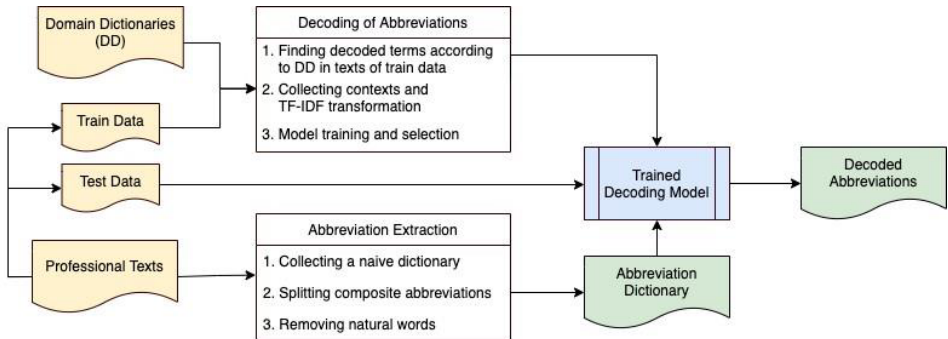 Domain Dictionaries
(DD)
Train Data
Test Data
Professional Texts
Decoding of Abbreviations
1. Finding decoded terms according
to DD in texts of train data
2. Collecting contexts and
TF-IDF transformation
3. Model training and selection
Abbreviation Extraction
1. Collecting a naive dictionary
2. Splitting composite abbreviations
3. Removing natural words
Trained
Decoding Model
Abbreviation
Dictionary
Decoded
Abbreviations